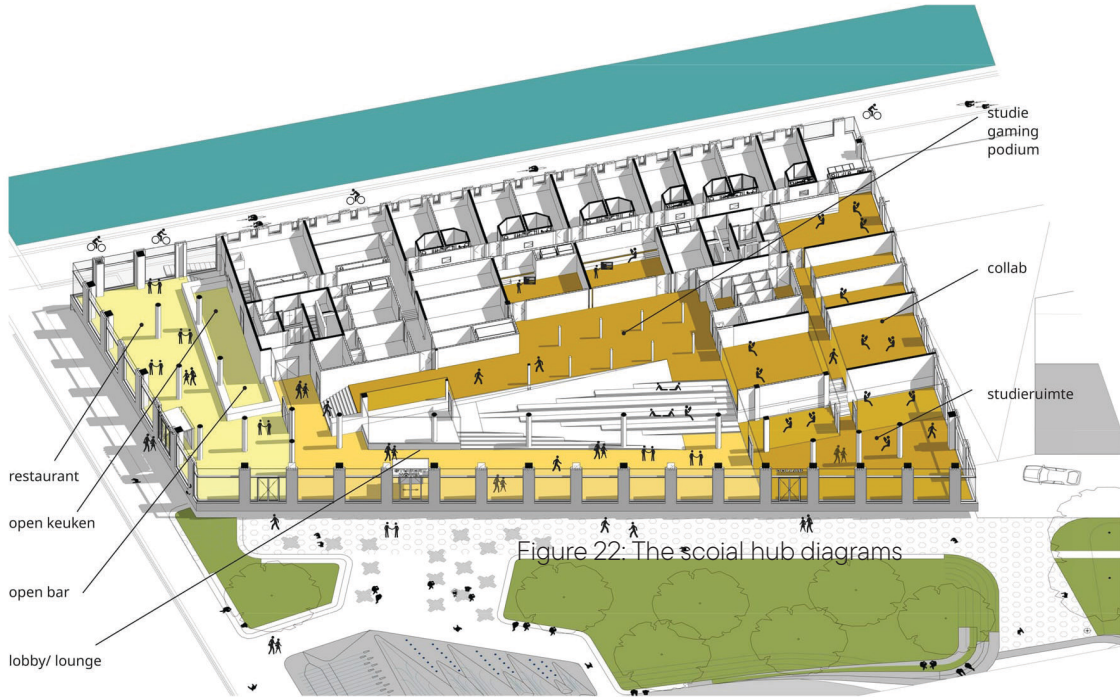 studie
gaming
podium
collab
studieruimte
restaurant
open keuken
open bar
lobby/ lounge
Figure 22: The scoial hub diagrams